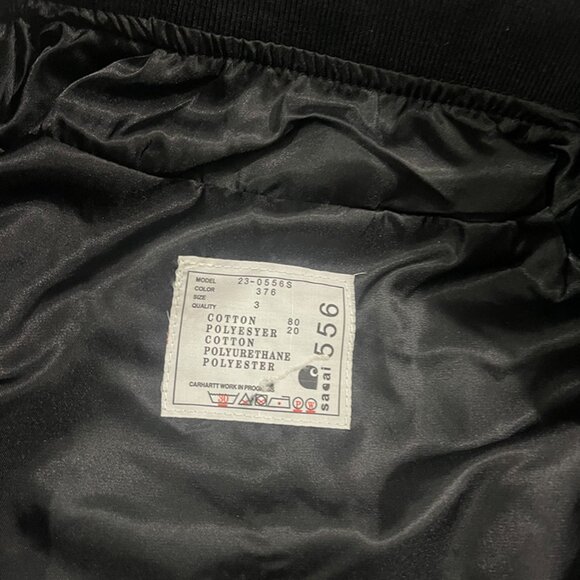 MODEL 23-0556S
COLOR 376
SIZE
QUALITY 3
COTTON 80
POLYESYER 20
COTTON
POLYURETHANE
POLYESTER
CARHARTT WORK IN PROGRESS
P W
sacai 556